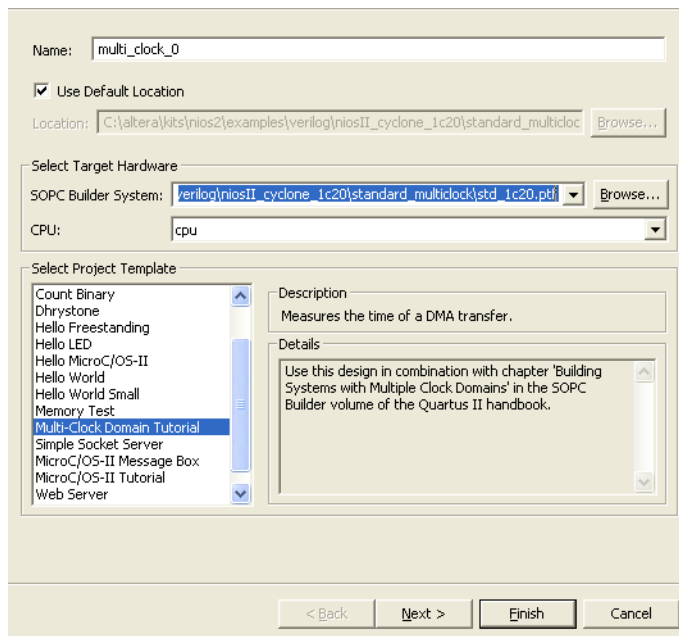 Name: multi_clock_0
Use Default Location
Location: C:\altera\kits\nios2\examples\verilog\niosII_cyclone_1c20\standard_multicloc Browse...
Select Target Hardware
SOPC Builder System: verilog\niosII_cyclone_1c20\standard_multiclock\std_1c20.ptf Browse...
CPU: cpu
Select Project Template
Count Binary
Dhrystone
Hello Freestanding
Hello LED
Hello MicroC/OS-II
Hello World
Hello World Small
Memory Test
Multi-Clock Domain Tutorial
Simple Socket Server
MicroC/OS-II Message Box
MicroC/OS-II Tutorial
Web Server
Description
Measures the time of a DMA transfer.
Details
Use this design in combination with chapter 'Building
Systems with Multiple Clock Domains' in the SOPC
Builder volume of the Quartus II handbook.
< Back Next > Finish Cancel